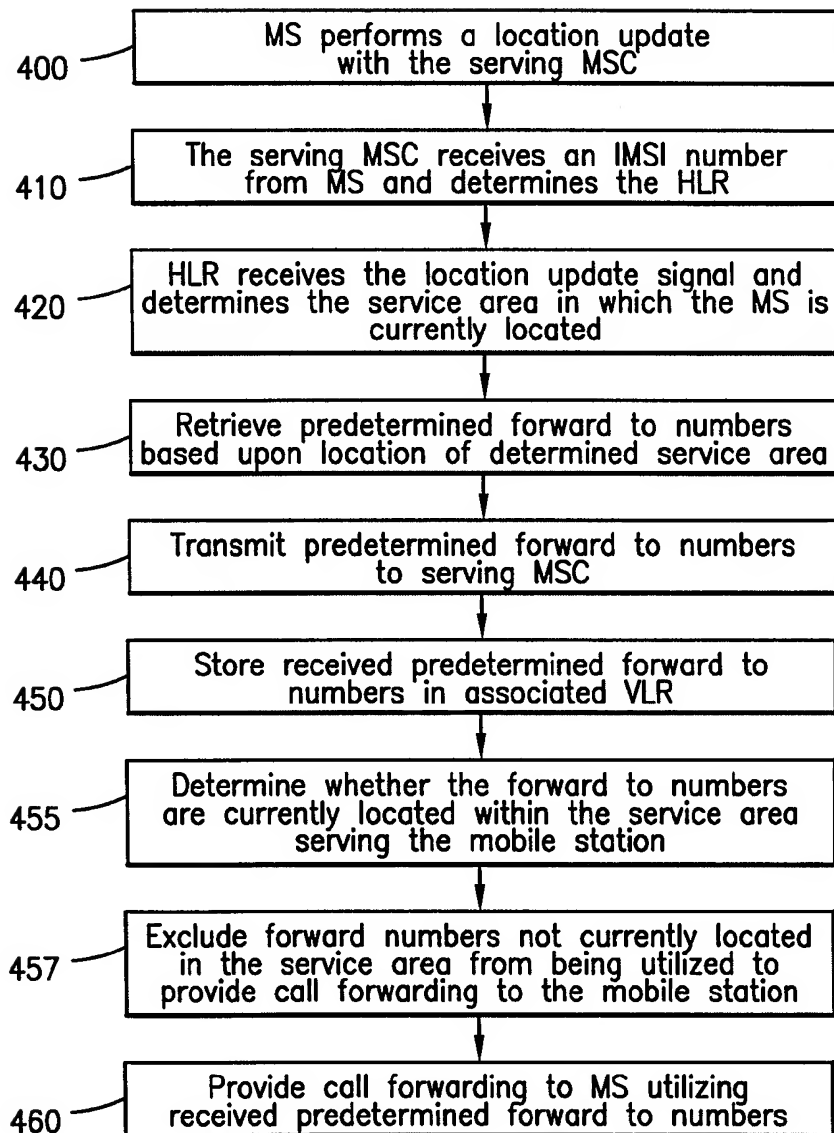 400
MS performs a location update
with the serving MSC
410
The serving MSC receives an IMSI number
from MS and determines the HLR
420
HLR receives the location update signal and
determines the service area in which the MS is
currently located
430
Retrieve predetermined forward to numbers
based upon location of determined service area
440
Transmit predetermined forward to numbers
to serving MSC
450
Store received predetermined forward to
numbers in associated VLR
455
Determine whether the forward to numbers
are currently located within the service area
serving the mobile station
457
Exclude forward numbers not currently located
in the service area from being utilized to
provide call forwarding to the mobile station
460
Provide call forwarding to MS utilizing
received predetermined forward to numbers